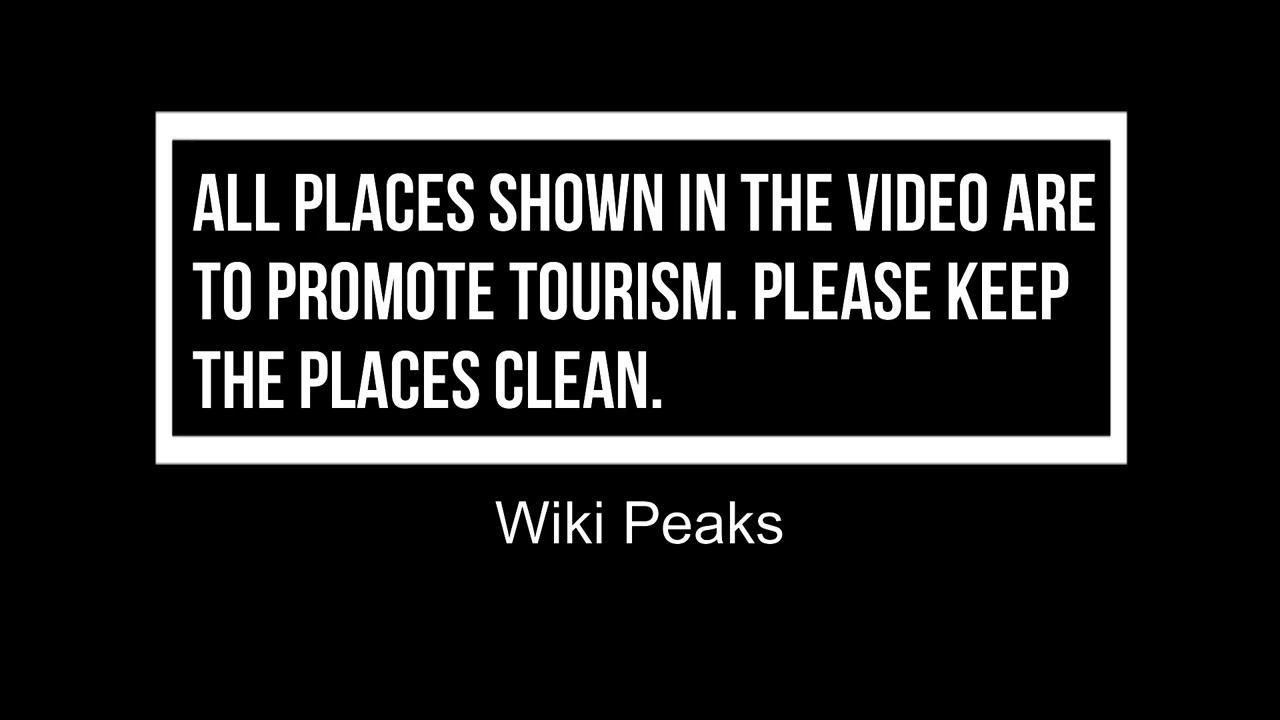 ALL PLACES SHOWN IN THE VIDEO ARE
TO PROMOTE TOURISM. PLEASE KEEP
THE PLACES CLEAN.
Wiki Peaks